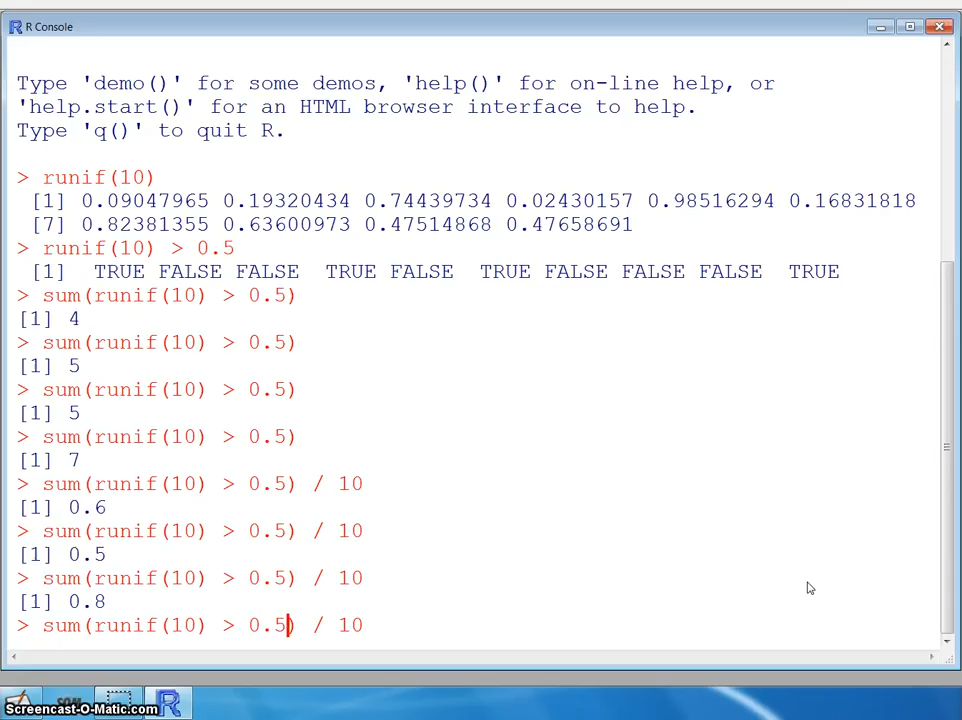 R Console
Type 'demo()' for some demos, 'help()' for on-line help, or
'help.start()' for an HTML browser interface to help.
Type 'q()' to quit R.
> runif(10)
[1] 0.09047965 0.19320434 0.74439734 0.02430157 0.98516294 0.16831818
[7] 0.82381355 0.63600973 0.47514868 0.47658691
> runif(10) > 0.5
[1] TRUE FALSE FALSE TRUE FALSE TRUE FALSE FALSE FALSE TRUE
> sum(runif(10) > 0.5)
[1] 4
> sum(runif(10) > 0.5)
[1] 5
> sum(runif(10) > 0.5)
[1] 5
> sum(runif(10) > 0.5)
[1] 7
> sum(runif(10) > 0.5) / 10
[1] 0.6
> sum(runif(10) > 0.5) / 10
[1] 0.5
> sum(runif(10) > 0.5) / 10
[1] 0.8
> sum(runif(10) > 0.5) / 10
Screencast-O-Matic.com